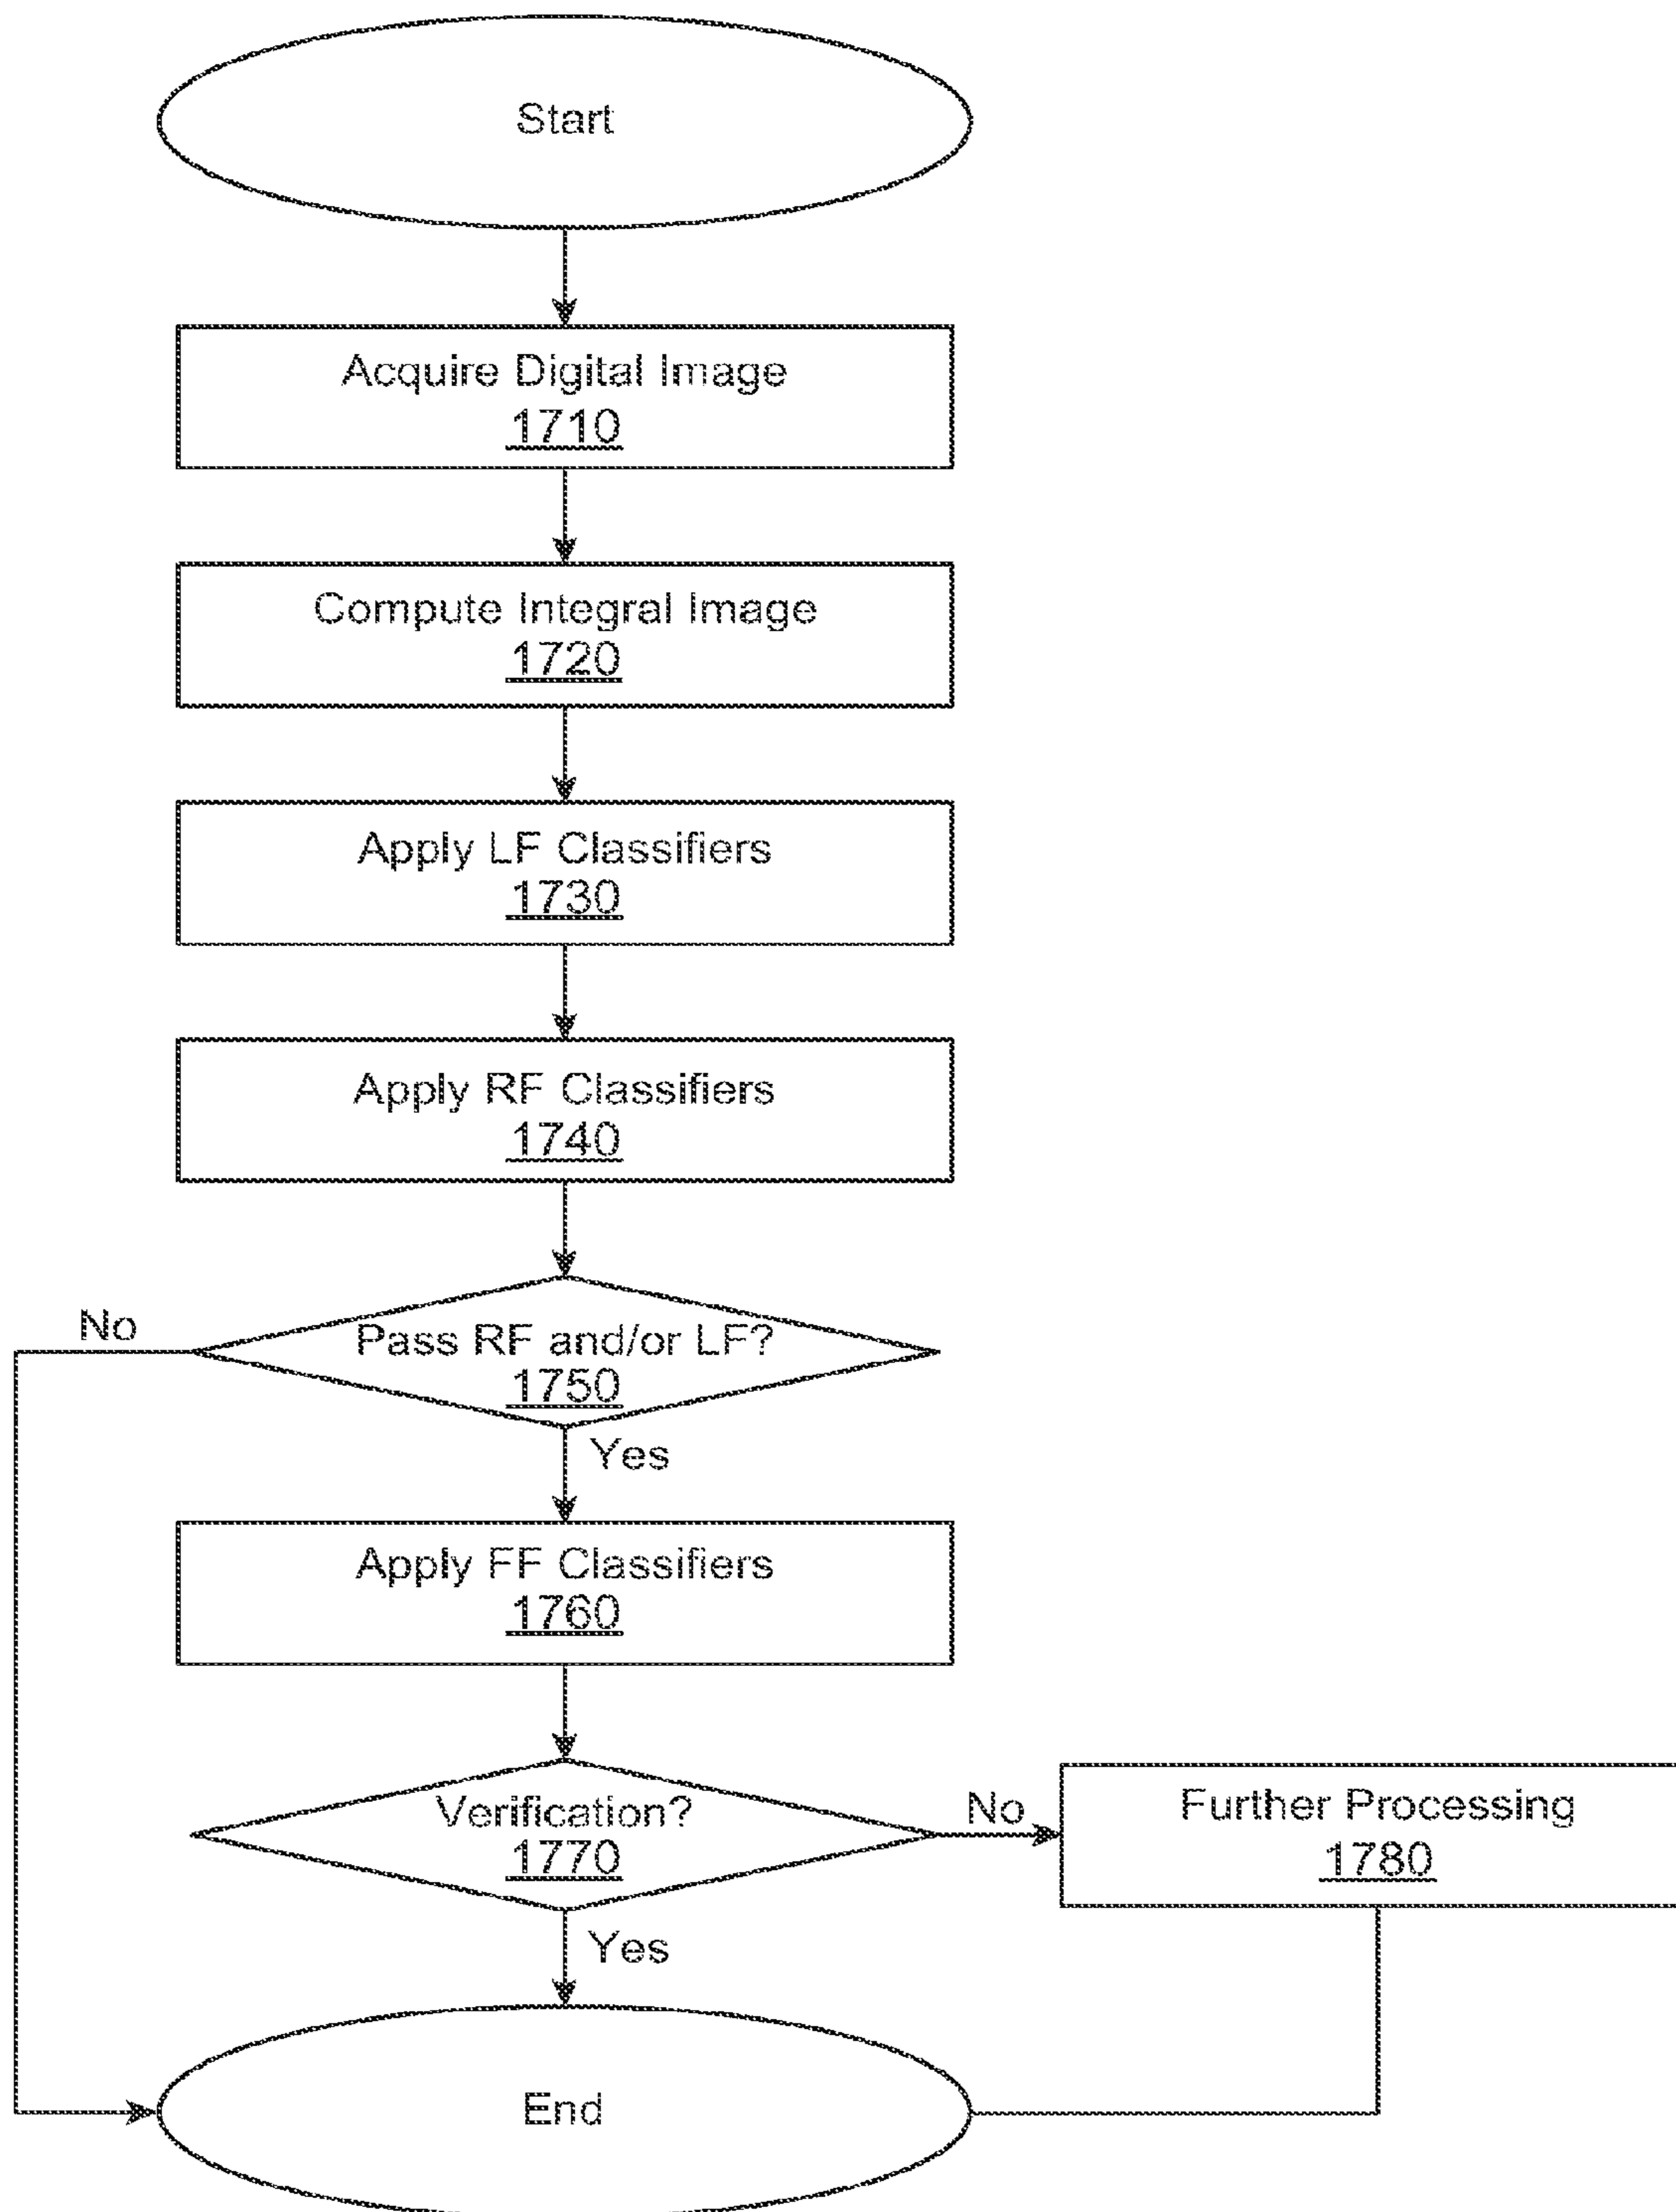 Start
Acquire Digital Image
1710
Compute Integral Image
1720
Apply LF Classifiers
1730
Apply RF Classifiers
1740
No
Pass RF and/or LF?
1750
Yes
Apply FF Classifiers
1760
Verification?
1770
No
Further Processing
1780
Yes
End